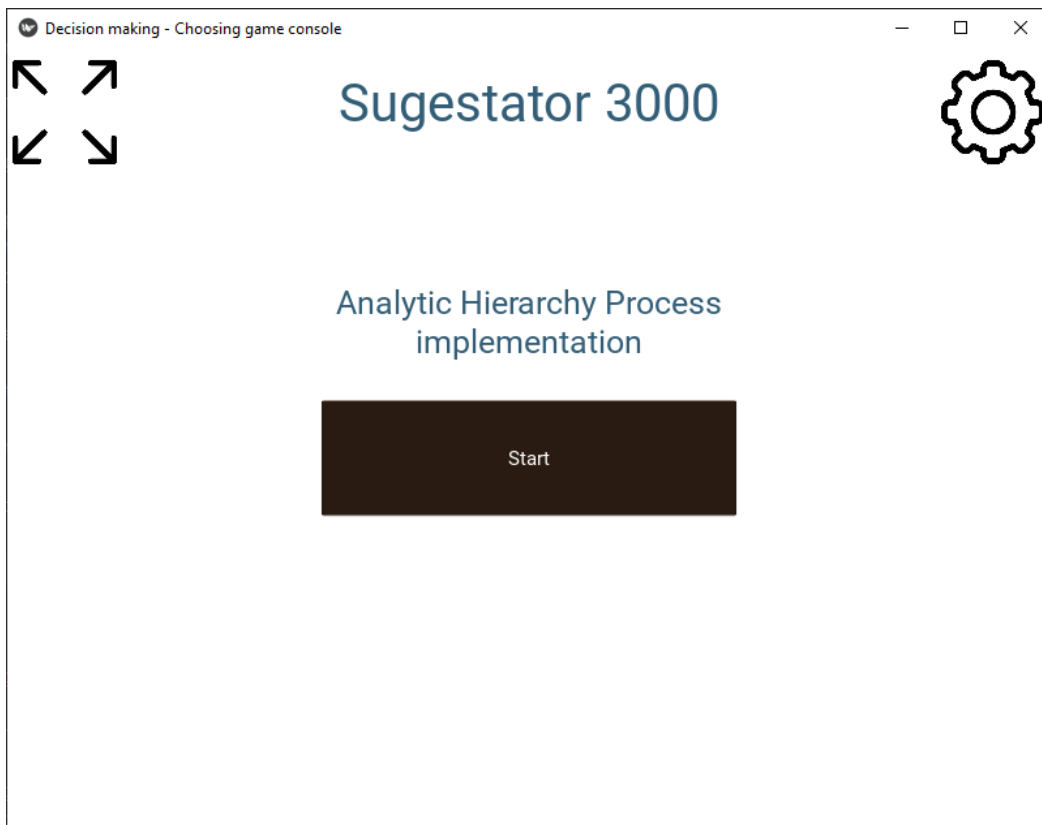 Decision making - Choosing game console
Sugestator 3000
Analytic Hierarchy Process
implementation
Start